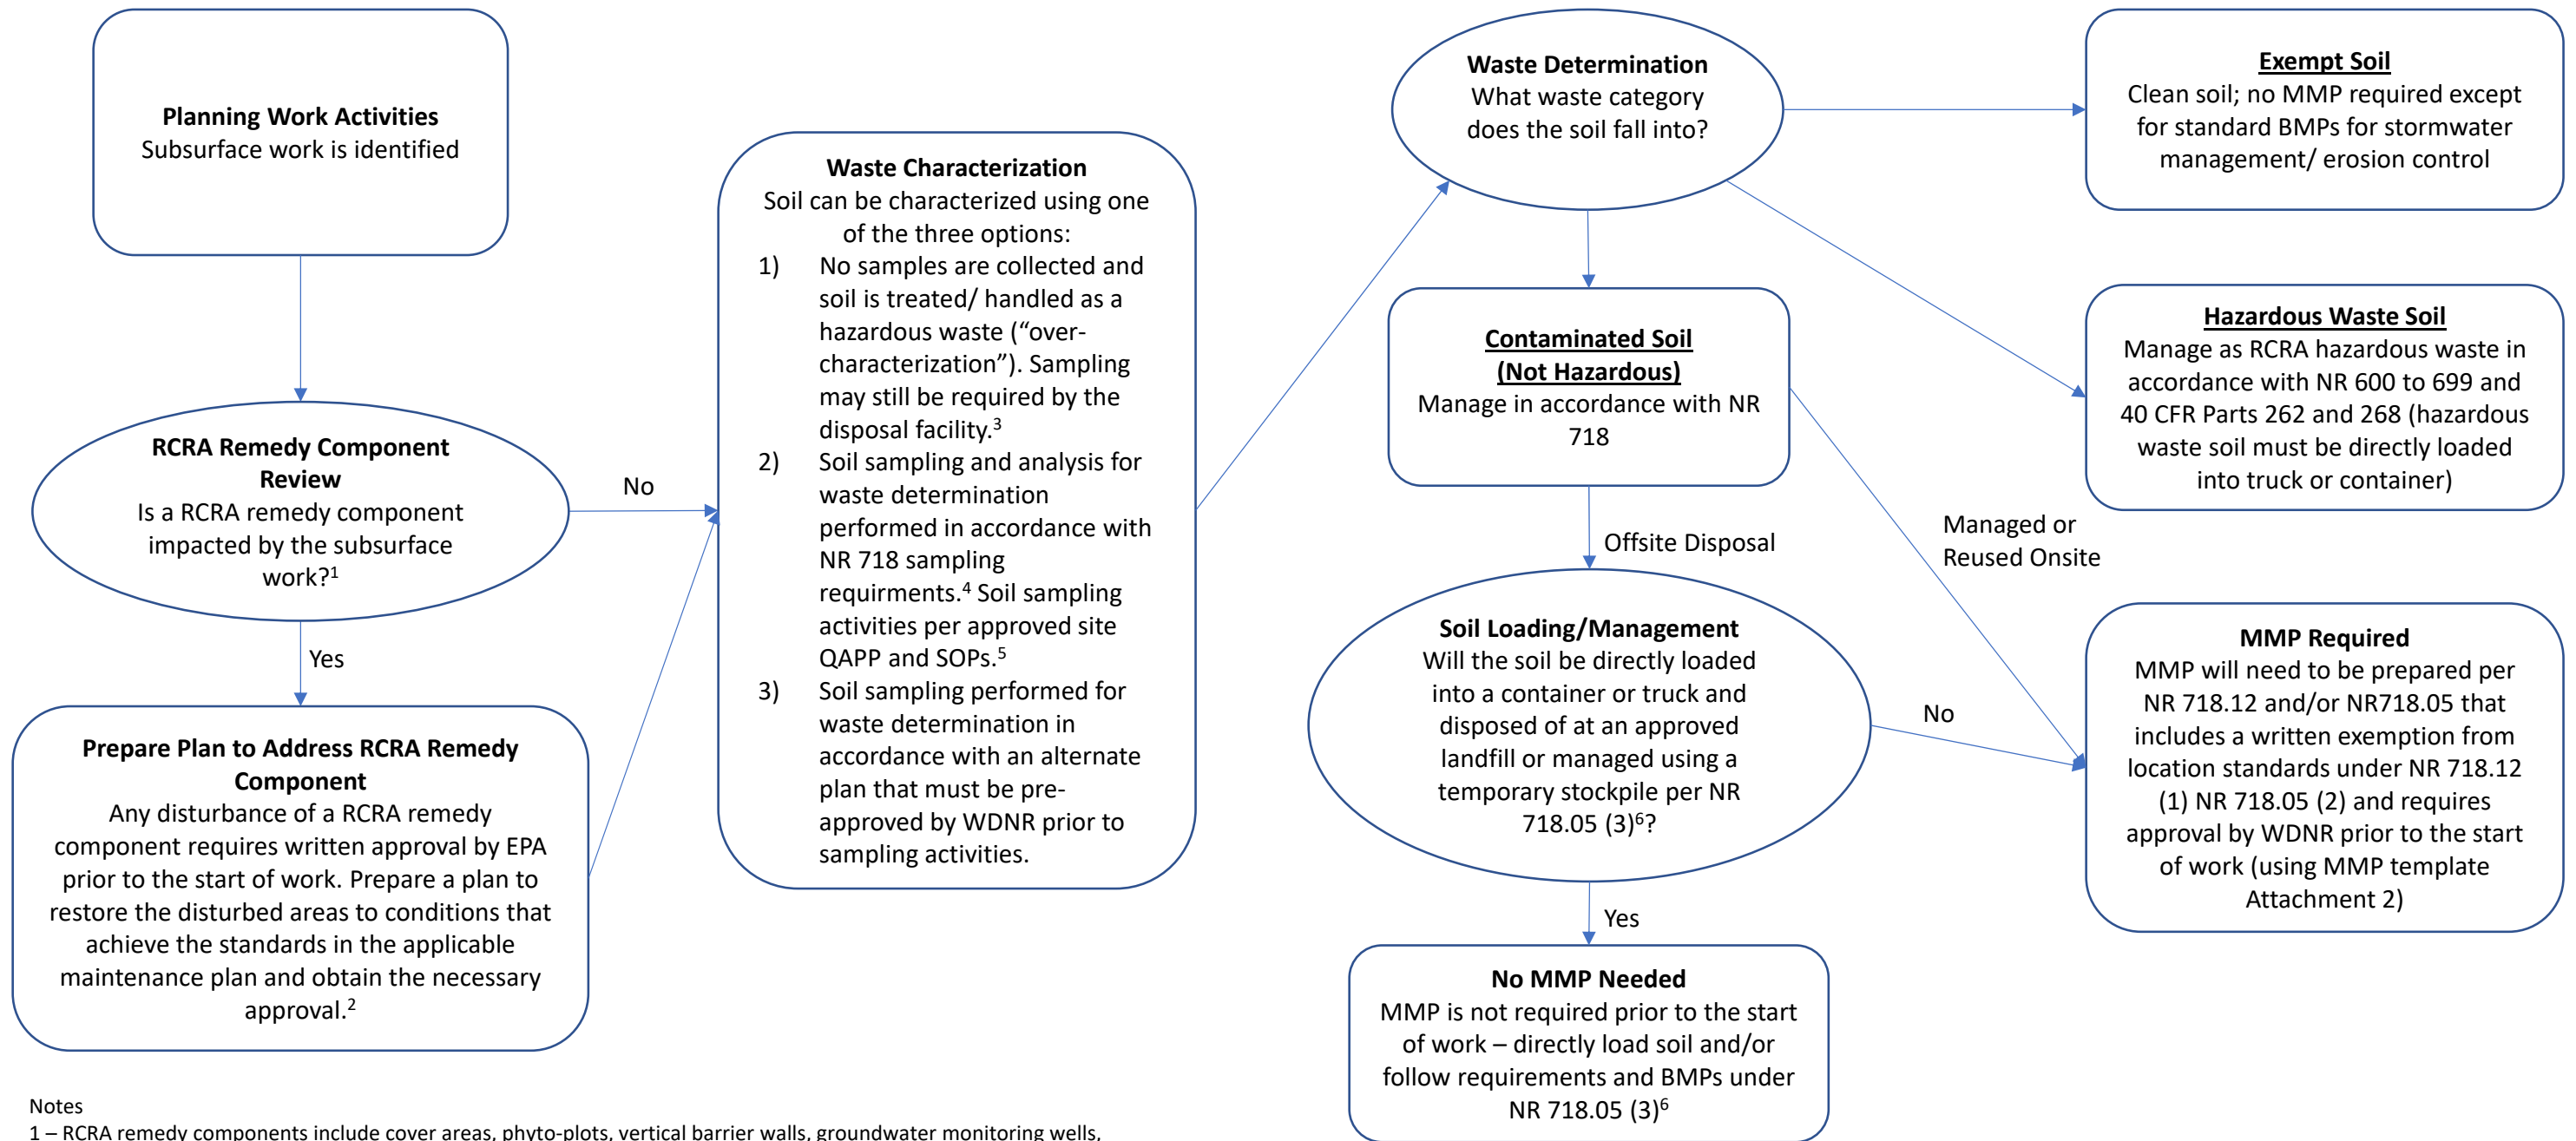 Planning Work Activities
Subsurface work is identified
RCRA Remedy Component
Review
Is a RCRA remedy component
impacted by the subsurface
work?1
No
Yes
Prepare Plan to Address RCRA Remedy
Component
Any disturbance of a RCRA remedy
component requires written approval by EPA
prior to the start of work. Prepare a plan to
restore the disturbed areas to conditions that
achieve the standards in the applicable
maintenance plan and obtain the necessary
approval.2
Waste Characterization
Soil can be characterized using one
of the three options:
1) No samples are collected and
soil is treated/ handled as a
hazardous waste (“over-
characterization”). Sampling
may still be required by the
disposal facility.3
2) Soil sampling and analysis for
waste determination
performed in accordance with
NR 718 sampling
requirments.4 Soil sampling
activities per approved site
QAPP and SOPs.5
3) Soil sampling performed for
waste determination in
accordance with an alternate
plan that must be pre-
approved by WDNR prior to
sampling activities.
Waste Determination
What waste category
does the soil fall into?
Exempt Soil
Clean soil; no MMP required except
for standard BMPs for stormwater
management/ erosion control
Hazardous Waste Soil
Manage as RCRA hazardous waste in
accordance with NR 600 to 699 and
40 CFR Parts 262 and 268 (hazardous
waste soil must be directly loaded
into truck or container)
Contaminated Soil
(Not Hazardous)
Manage in accordance with NR
718
Offsite Disposal
Managed or
Reused Onsite
Soil Loading/Management
Will the soil be directly loaded
into a container or truck and
disposed of at an approved
landfill or managed using a
temporary stockpile per NR
718.05 (3)6?
No
Yes
MMP Required
MMP will need to be prepared per
NR 718.12 and/or NR718.05 that
includes a written exemption from
location standards under NR 718.12
(1) NR 718.05 (2) and requires
approval by WDNR prior to the start
of work (using MMP template
Attachment 2)
No MMP Needed
MMP is not required prior to the start
of work – directly load soil and/or
follow requirements and BMPs under
NR 718.05 (3)6
Notes
1 – RCRA remedy components include cover areas, phyto-plots, vertical barrier walls, groundwater monitoring wells,